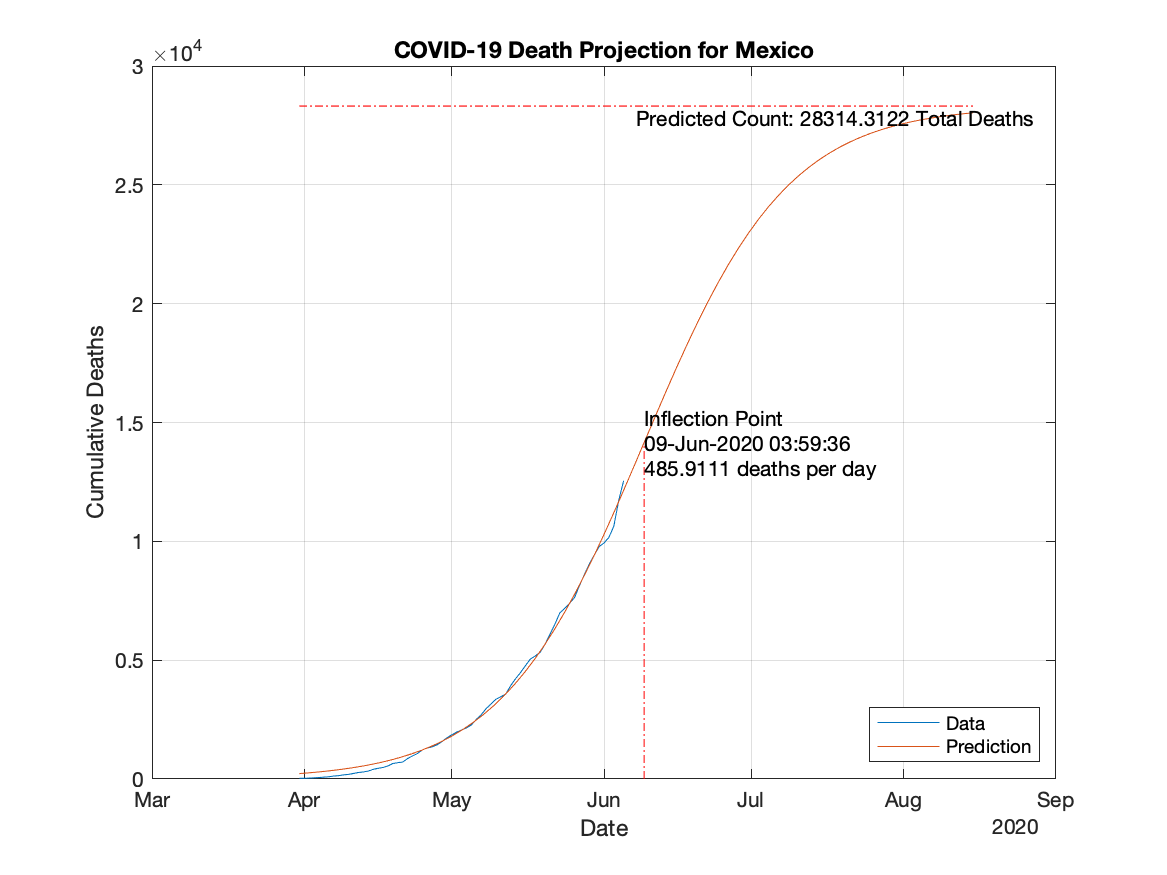 COVID-19 Death Projection for Mexico
×10⁴
3
2.5
2
1.5
1
0.5
0
Cumulative Deaths
Predicted Count: 28314.3122 Total Deaths
Inflection Point
09-Jun-2020 03:59:36
485.9111 deaths per day
Data
Prediction
Mar Apr May Jun Jul Aug Sep
Date
2020